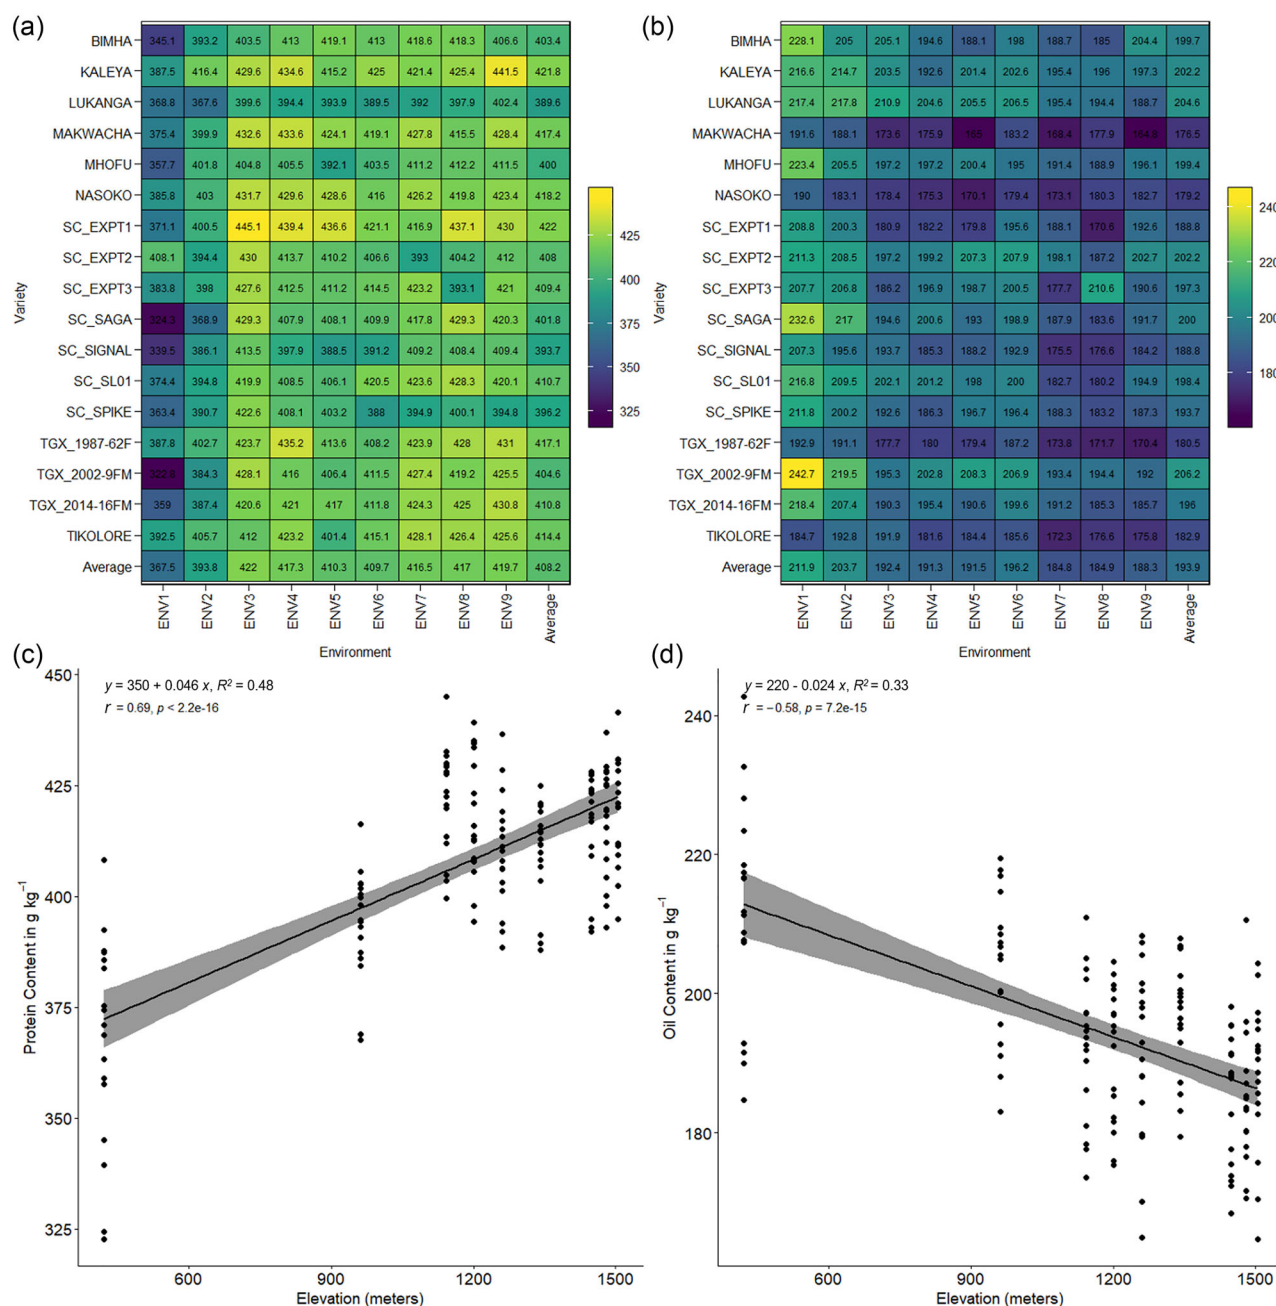 (a)
BIMHA 345.1 393.2 403.5 413 419.1 413 418.6 418.3 406.6 403.4
KALEYA 387.5 416.4 429.6 434.6 415.2 425 421.4 425.4 441.5 421.8
LUKANGA 368.8 367.6 399.6 394.4 393.9 389.5 392 397.9 402.4 389.6
MAKWACHA 375.4 399.9 432.6 433.6 424.1 419.1 427.8 415.5 428.4 417.4
MHOFU 357.7 401.8 404.8 405.5 392.1 403.5 411.2 412.2 411.5 400
NASOKO 385.8 403 431.7 429.6 428.6 416 426.2 419.8 423.4 418.2
SC_EXPT1 371.1 400.5 445.1 439.4 436.6 421.1 416.9 437.1 430 422
SC_EXPT2 408.1 394.4 430 413.7 410.2 406.6 393 404.2 412 408
SC_EXPT3 383.8 398 427.6 412.5 411.2 414.5 423.2 393.1 421 409.4
SC_SAGA 324.3 368.9 429.3 407.9 408.1 409.9 417.8 429.3 420.3 401.8
SC_SIGNAL 339.5 386.1 413.5 397.9 388.5 391.2 409.2 408.4 409.4 393.7
SC_SL01 374.4 394.8 419.9 408.5 406.1 420.5 423.6 428.3 420.1 410.7
SC_SPIKE 363.4 390.7 422.6 408.1 403.2 388 394.9 400.1 394.8 396.2
TGX_1987-62F 387.8 402.7 423.7 435.2 413.6 408.2 423.9 428 431 417.1
TGX_2002-9FM 322.8 384.3 428.1 416 406.4 411.5 427.4 419.2 425.5 404.6
TGX_2014-16FM 359 387.4 420.6 421 417 411.8 424.3 425 430.8 410.8
TIKOLORE 392.5 405.7 412 423.2 401.4 415.1 428.1 426.4 425.6 414.4
Average 367.5 393.8 422 417.3 410.3 409.7 416.5 417 419.7 408.2
ENV1 ENV2 ENV3 ENV4 ENV5 ENV6 ENV7 ENV8 ENV9 Average
Environment
Variety
425
400
375
350
325
(b)
BIMHA 228.1 205 205.1 194.6 188.1 198 188.7 185 204.4 199.7
KALEYA 216.6 214.7 203.5 192.6 201.4 202.6 195.4 196 197.3 202.2
LUKANGA 217.4 217.8 210.9 204.6 205.5 206.5 195.4 194.4 188.7 204.6
MAKWACHA 191.6 188.1 173.6 175.9 165 183.2 168.4 177.9 164.8 176.5
MHOFU 223.4 205.5 197.2 197.2 200.4 195 191.4 188.9 196.1 199.4
NASOKO 190 183.1 178.4 175.3 170.1 179.4 173.1 180.3 182.7 179.2
SC_EXPT1 208.8 200.3 180.9 182.2 179.8 195.6 188.1 170.6 192.6 188.8
SC_EXPT2 211.3 208.5 197.2 199.2 207.3 207.9 198.1 187.2 202.7 202.2
SC_EXPT3 207.7 206.8 186.2 196.9 198.7 200.5 177.7 210.6 190.6 197.3
SC_SAGA 232.6 217 194.6 200.6 193 198.9 187.9 183.6 191.7 200
SC_SIGNAL 207.3 195.6 193.7 185.3 188.2 192.9 175.5 176.6 184.2 188.8
SC_SL01 216.8 209.5 202.1 201.2 198 200 182.7 180.2 194.9 198.4
SC_SPIKE 211.8 200.2 192.6 186.3 196.7 196.4 188.3 183.2 187.3 193.7
TGX_1987-62F 192.9 191.1 177.7 180 179.4 187.2 173.8 171.7 170.4 180.5
TGX_2002-9FM 242.7 219.5 195.3 202.8 208.3 206.9 193.4 194.4 192 206.2
TGX_2014-16FM 218.4 207.4 190.3 195.4 190.6 199.6 191.2 185.3 185.7 196
TIKOLORE 184.7 192.8 191.9 181.6 184.4 185.6 172.3 176.6 175.8 182.9
Average 211.9 203.7 192.4 191.3 191.5 196.2 184.8 184.9 188.3 193.9
ENV1 ENV2 ENV3 ENV4 ENV5 ENV6 ENV7 ENV8 ENV9 Average
Environment
Variety
240
220
200
180
(c)
y = 350 + 0.046 x, R² = 0.48
r = 0.69, p < 2.2e-16
450
425
400
375
350
325
Protein Content in g kg⁻¹
600 900 1200 1500
Elevation (meters)
(d)
y = 220 - 0.024 x, R² = 0.33
r = −0.58, p = 7.2e-15
240
220
200
180
Oil Content in g kg⁻¹
600 900 1200 1500
Elevation (meters)